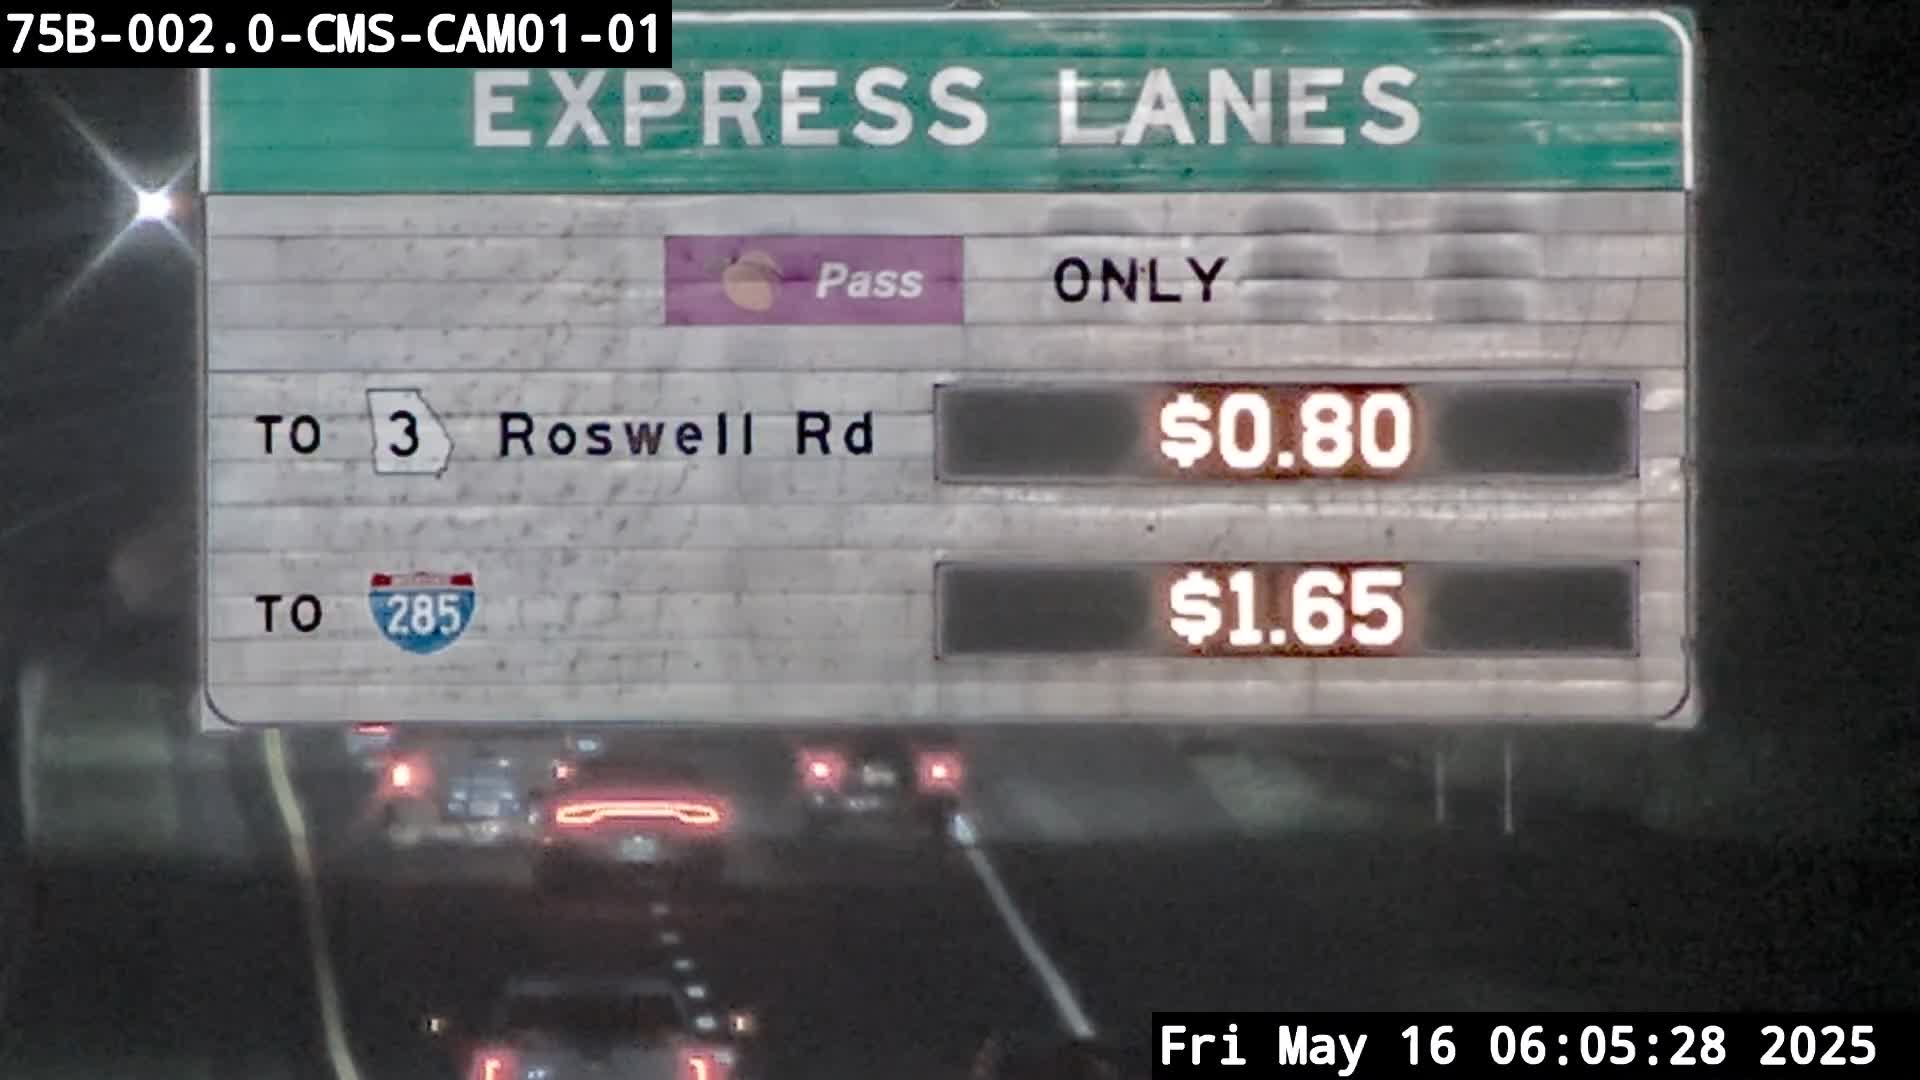 75B-002.0-CMS-CAM01-01
EXPRESS LANES
Pass ONLY
TO 3 Roswell Rd $0.80
TO 285 $1.65
Fri May 16 06:05:28 2025